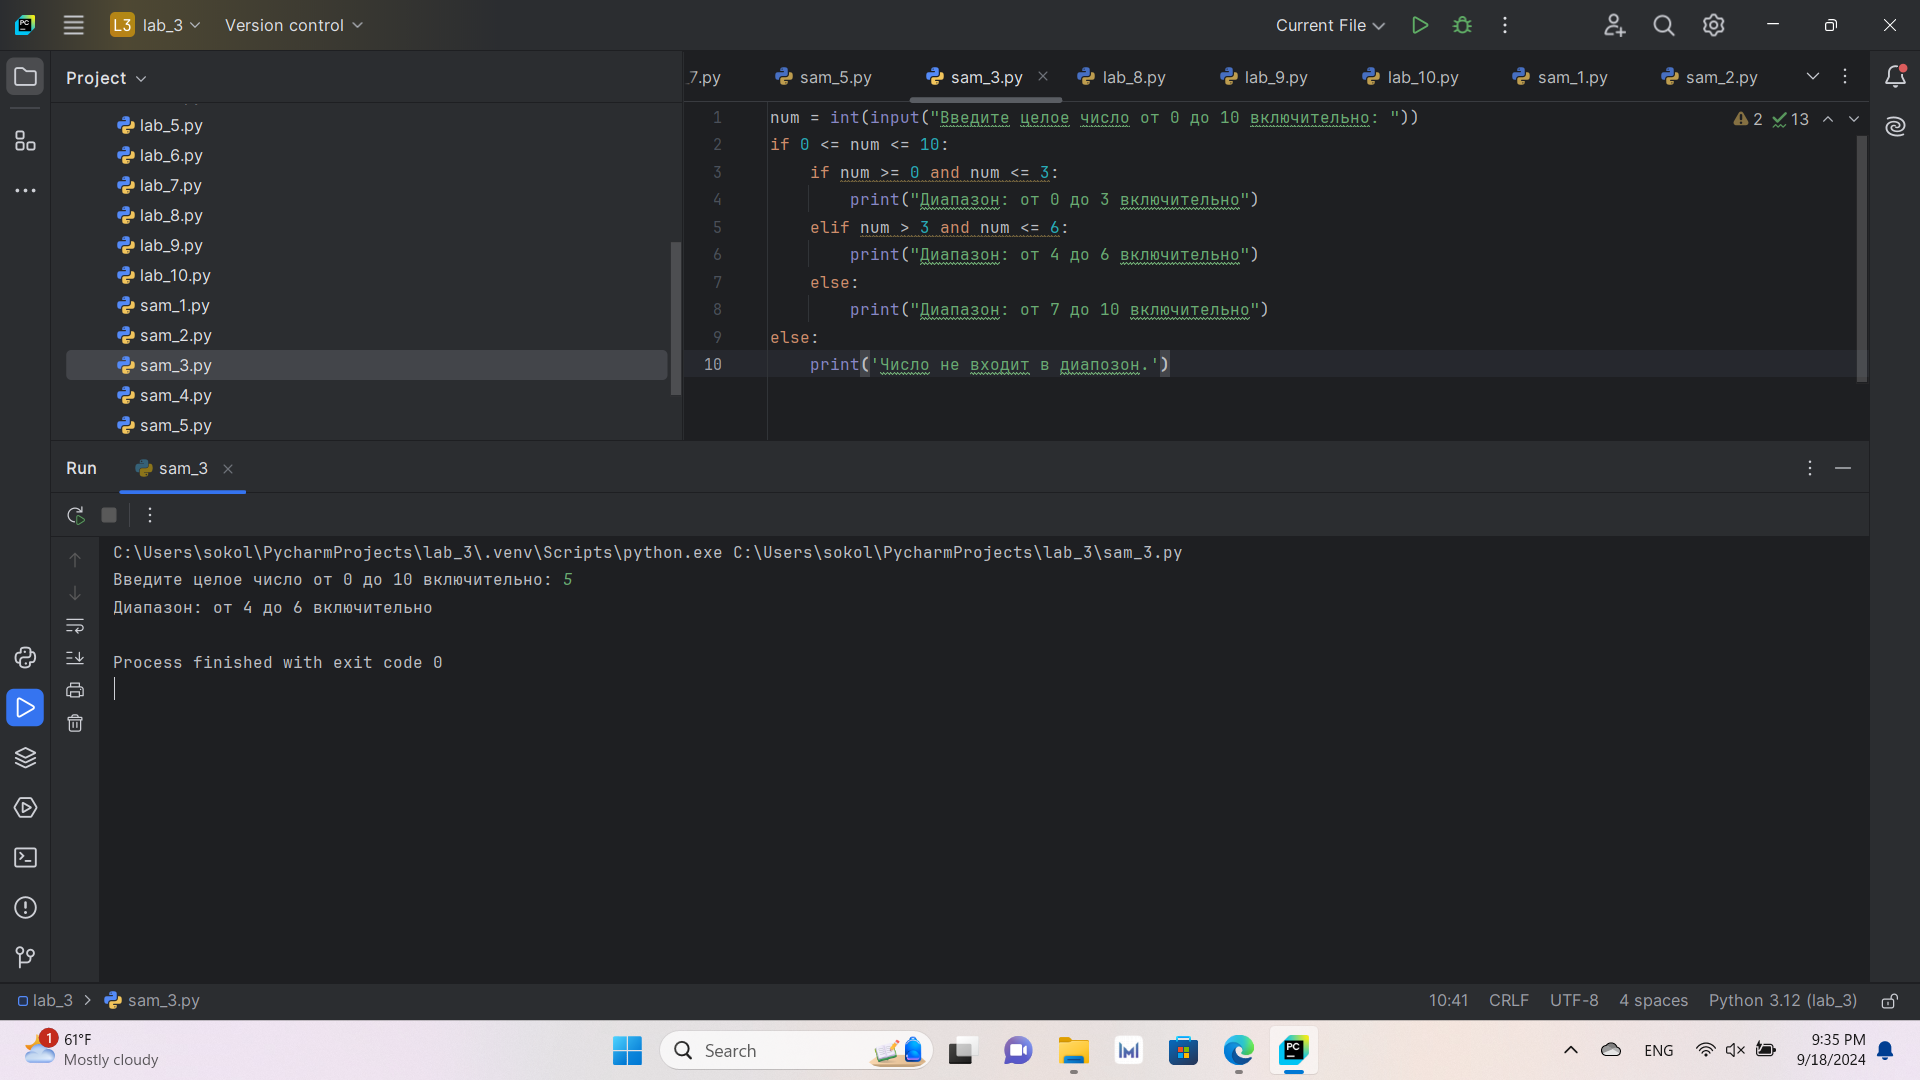 L3 lab_3 Version control Current File
Project
_7.py sam_5.py sam_3.py lab_8.py lab_9.py lab_10.py sam_1.py sam_2.py
lab_5.py
lab_6.py
lab_7.py
lab_8.py
lab_9.py
lab_10.py
sam_1.py
sam_2.py
sam_3.py
sam_4.py
sam_5.py
2 13
1 num = int(input("Введите целое число от 0 до 10 включительно: "))
2 if 0 <= num <= 10:
3 if num >= 0 and num <= 3:
4 print("Диапазон: от 0 до 3 включительно")
5 elif num > 3 and num <= 6:
6 print("Диапазон: от 4 до 6 включительно")
7 else:
8 print("Диапазон: от 7 до 10 включительно")
9 else:
10 print('Число не входит в диапозон.')
Run sam_3
C:\Users\sokol\PycharmProjects\lab_3\.venv\Scripts\python.exe C:\Users\sokol\PycharmProjects\lab_3\sam_3.py
Введите целое число от 0 до 10 включительно: 5
Диапазон: от 4 до 6 включительно
Process finished with exit code 0
lab_3 sam_3.py 10:41 CRLF UTF-8 4 spaces Python 3.12 (lab_3)
1 61°F
Mostly cloudy
Search
PC
ENG
9:35 PM
9/18/2024